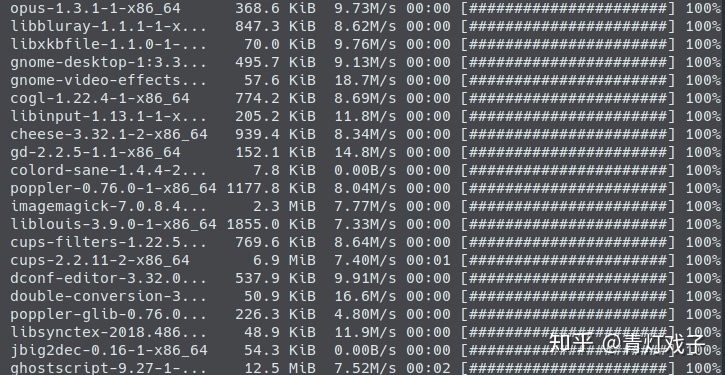 opus-1.3.1-1-x86_64 368.6 KiB 9.73M/s 00:00 [######################] 100%
libbluray-1.1.1-1-x... 847.3 KiB 8.62M/s 00:00 [######################] 100%
libxkbfile-1.1.0-1-... 70.0 KiB 9.76M/s 00:00 [######################] 100%
gnome-desktop-1:3.3... 495.7 KiB 9.13M/s 00:00 [######################] 100%
gnome-video-effects... 57.6 KiB 18.7M/s 00:00 [######################] 100%
cogl-1.22.4-1-x86_64 774.2 KiB 8.69M/s 00:00 [######################] 100%
libinput-1.13.1-1-x... 205.2 KiB 11.8M/s 00:00 [######################] 100%
cheese-3.32.1-2-x86_64 939.4 KiB 8.34M/s 00:00 [######################] 100%
gd-2.2.5-1.1-x86_64 152.1 KiB 14.8M/s 00:00 [######################] 100%
colord-sane-1.4.4-2... 7.8 KiB 0.00B/s 00:00 [######################] 100%
poppler-0.76.0-1-x86_64 1177.8 KiB 8.04M/s 00:00 [######################] 100%
imagemagick-7.0.8.4... 2.3 MiB 7.77M/s 00:00 [######################] 100%
liblouis-3.9.0-1-x86_64 1855.0 KiB 7.33M/s 00:00 [######################] 100%
cups-filters-1.22.5... 769.6 KiB 8.64M/s 00:00 [######################] 100%
cups-2.2.11-2-x86_64 6.9 MiB 7.40M/s 00:01 [######################] 100%
dconf-editor-3.32.0... 537.9 KiB 9.91M/s 00:00 [######################] 100%
double-conversion-3... 50.9 KiB 16.6M/s 00:00 [######################] 100%
poppler-glib-0.76.0... 226.3 KiB 4.80M/s 00:00 [######################] 100%
libsynctex-2018.486... 48.9 KiB 11.9M/s 00:00 [######################] 100%
jbig2dec-0.16-1-x86_64 54.3 KiB 0.00B/s 00:00 [######################] 100%
ghostscript-9.27-1-... 12.5 MiB 7.52M/s 00:02 [######################] 100%
知乎 @青灯戏子